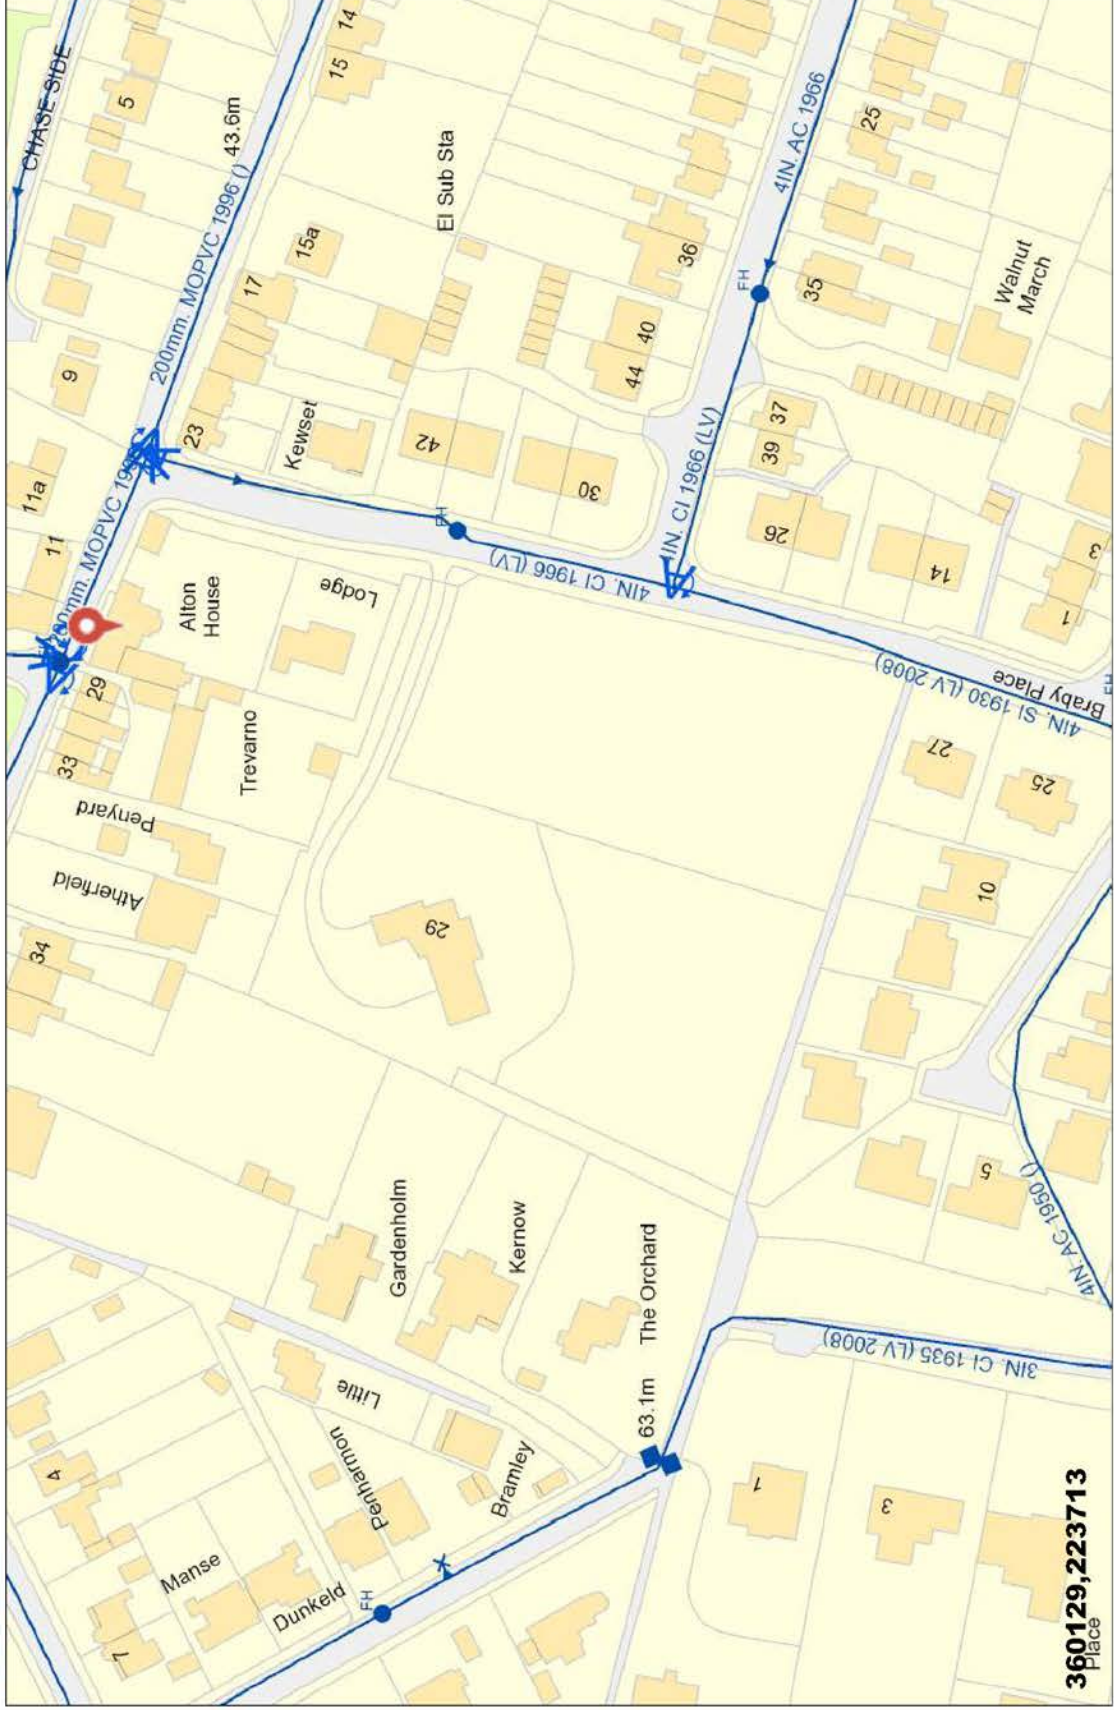 CHASE SIDE
5
14
15
43.6m
200mm. MOPVC 1996 ()
El Sub Sta
4IN. AC 1966
25
15a
17
36
FH
35
Walnut
March
9
23
Kewset
42
30
44
40
4IN. CI 1966 (LV)
37
39
11a
11
FH
4IN. CI 1966 (LV)
26
14
3
1
Alton
House
Lodge
4IN. SI 1930 (LV 2008)
Braby Place
FH
29
33
Trevarno
27
25
Penyard
Atherfield
34
29
10
5
4IN. AC 1950 ()
Gardenholm
Kernow
The Orchard
63.1m
3IN. CI 1935 (LV 2008)
Little
Penharmon
Bramley
4
7
Manse
Dunkeld
FH
1
3
360129,223713
Place